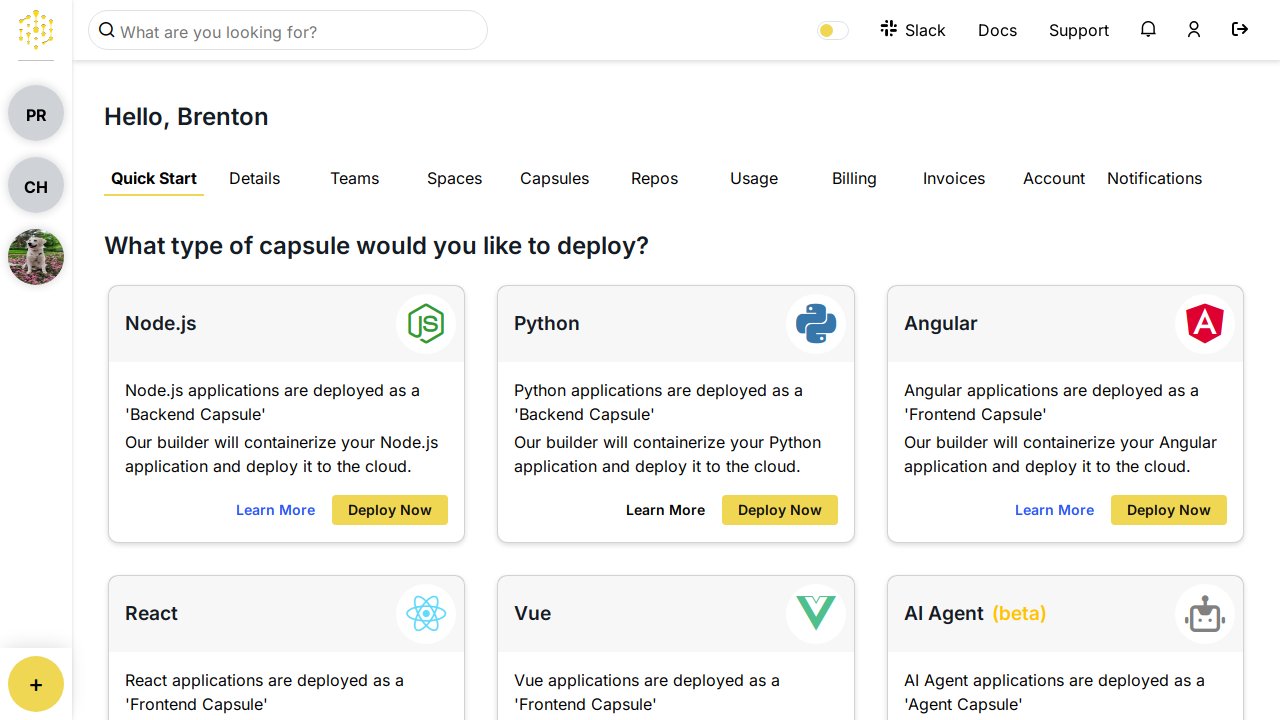 What are you looking for?
Slack
Docs
Support
PR
CH
+
Hello, Brenton
Quick Start
Details
Teams
Spaces
Capsules
Repos
Usage
Billing
Invoices
Account
Notifications
What type of capsule would you like to deploy?
Node.js
JS
Node.js applications are deployed as a
'Backend Capsule'
Our builder will containerize your Node.js
application and deploy it to the cloud.
Learn More
Deploy Now
Python
Python applications are deployed as a
'Backend Capsule'
Our builder will containerize your Python
application and deploy it to the cloud.
Learn More
Deploy Now
Angular
A
Angular applications are deployed as a
'Frontend Capsule'
Our builder will containerize your Angular
application and deploy it to the cloud.
Learn More
Deploy Now
React
React applications are deployed as a
'Frontend Capsule'
Vue
Vue applications are deployed as a
'Frontend Capsule'
AI Agent (beta)
AI Agent applications are deployed as a
'Agent Capsule'